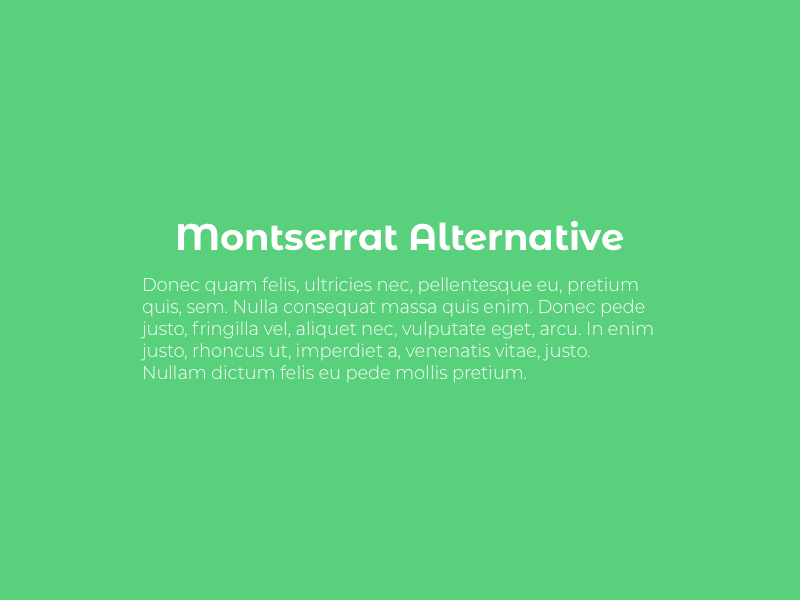 Montserrat Alternative
Donec quam felis, ultricies nec, pellentesque eu, pretium
quis, sem. Nulla consequat massa quis enim. Donec pede
justo, fringilla vel, aliquet nec, vulputate eget, arcu. In enim
justo, rhoncus ut, imperdiet a, venenatis vitae, justo.
Nullam dictum felis eu pede mollis pretium.